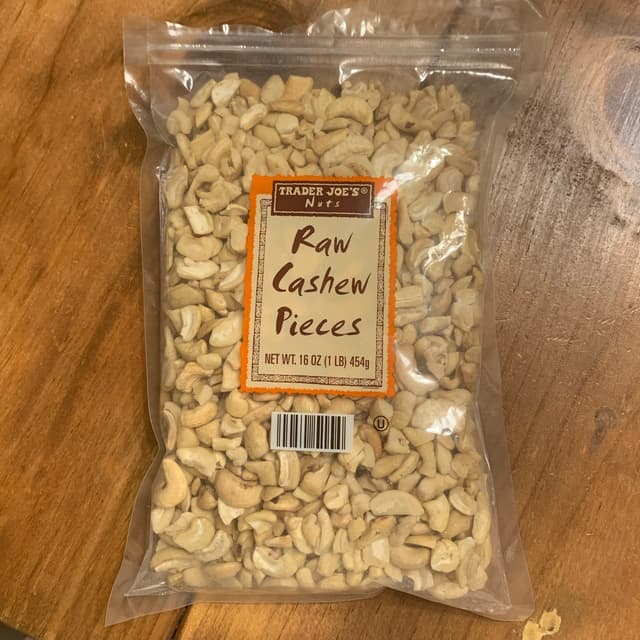 TRADER JOE'S®
Nuts
Raw
Cashew
Pieces
NET WT. 16 OZ (1 LB) 454g
U